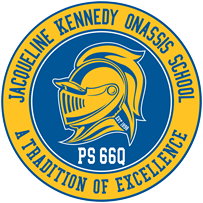 JACQUELINE KENNEDY ONASSIS SCHOOL
PS 66Q
A TRADITION OF EXCELLENCE